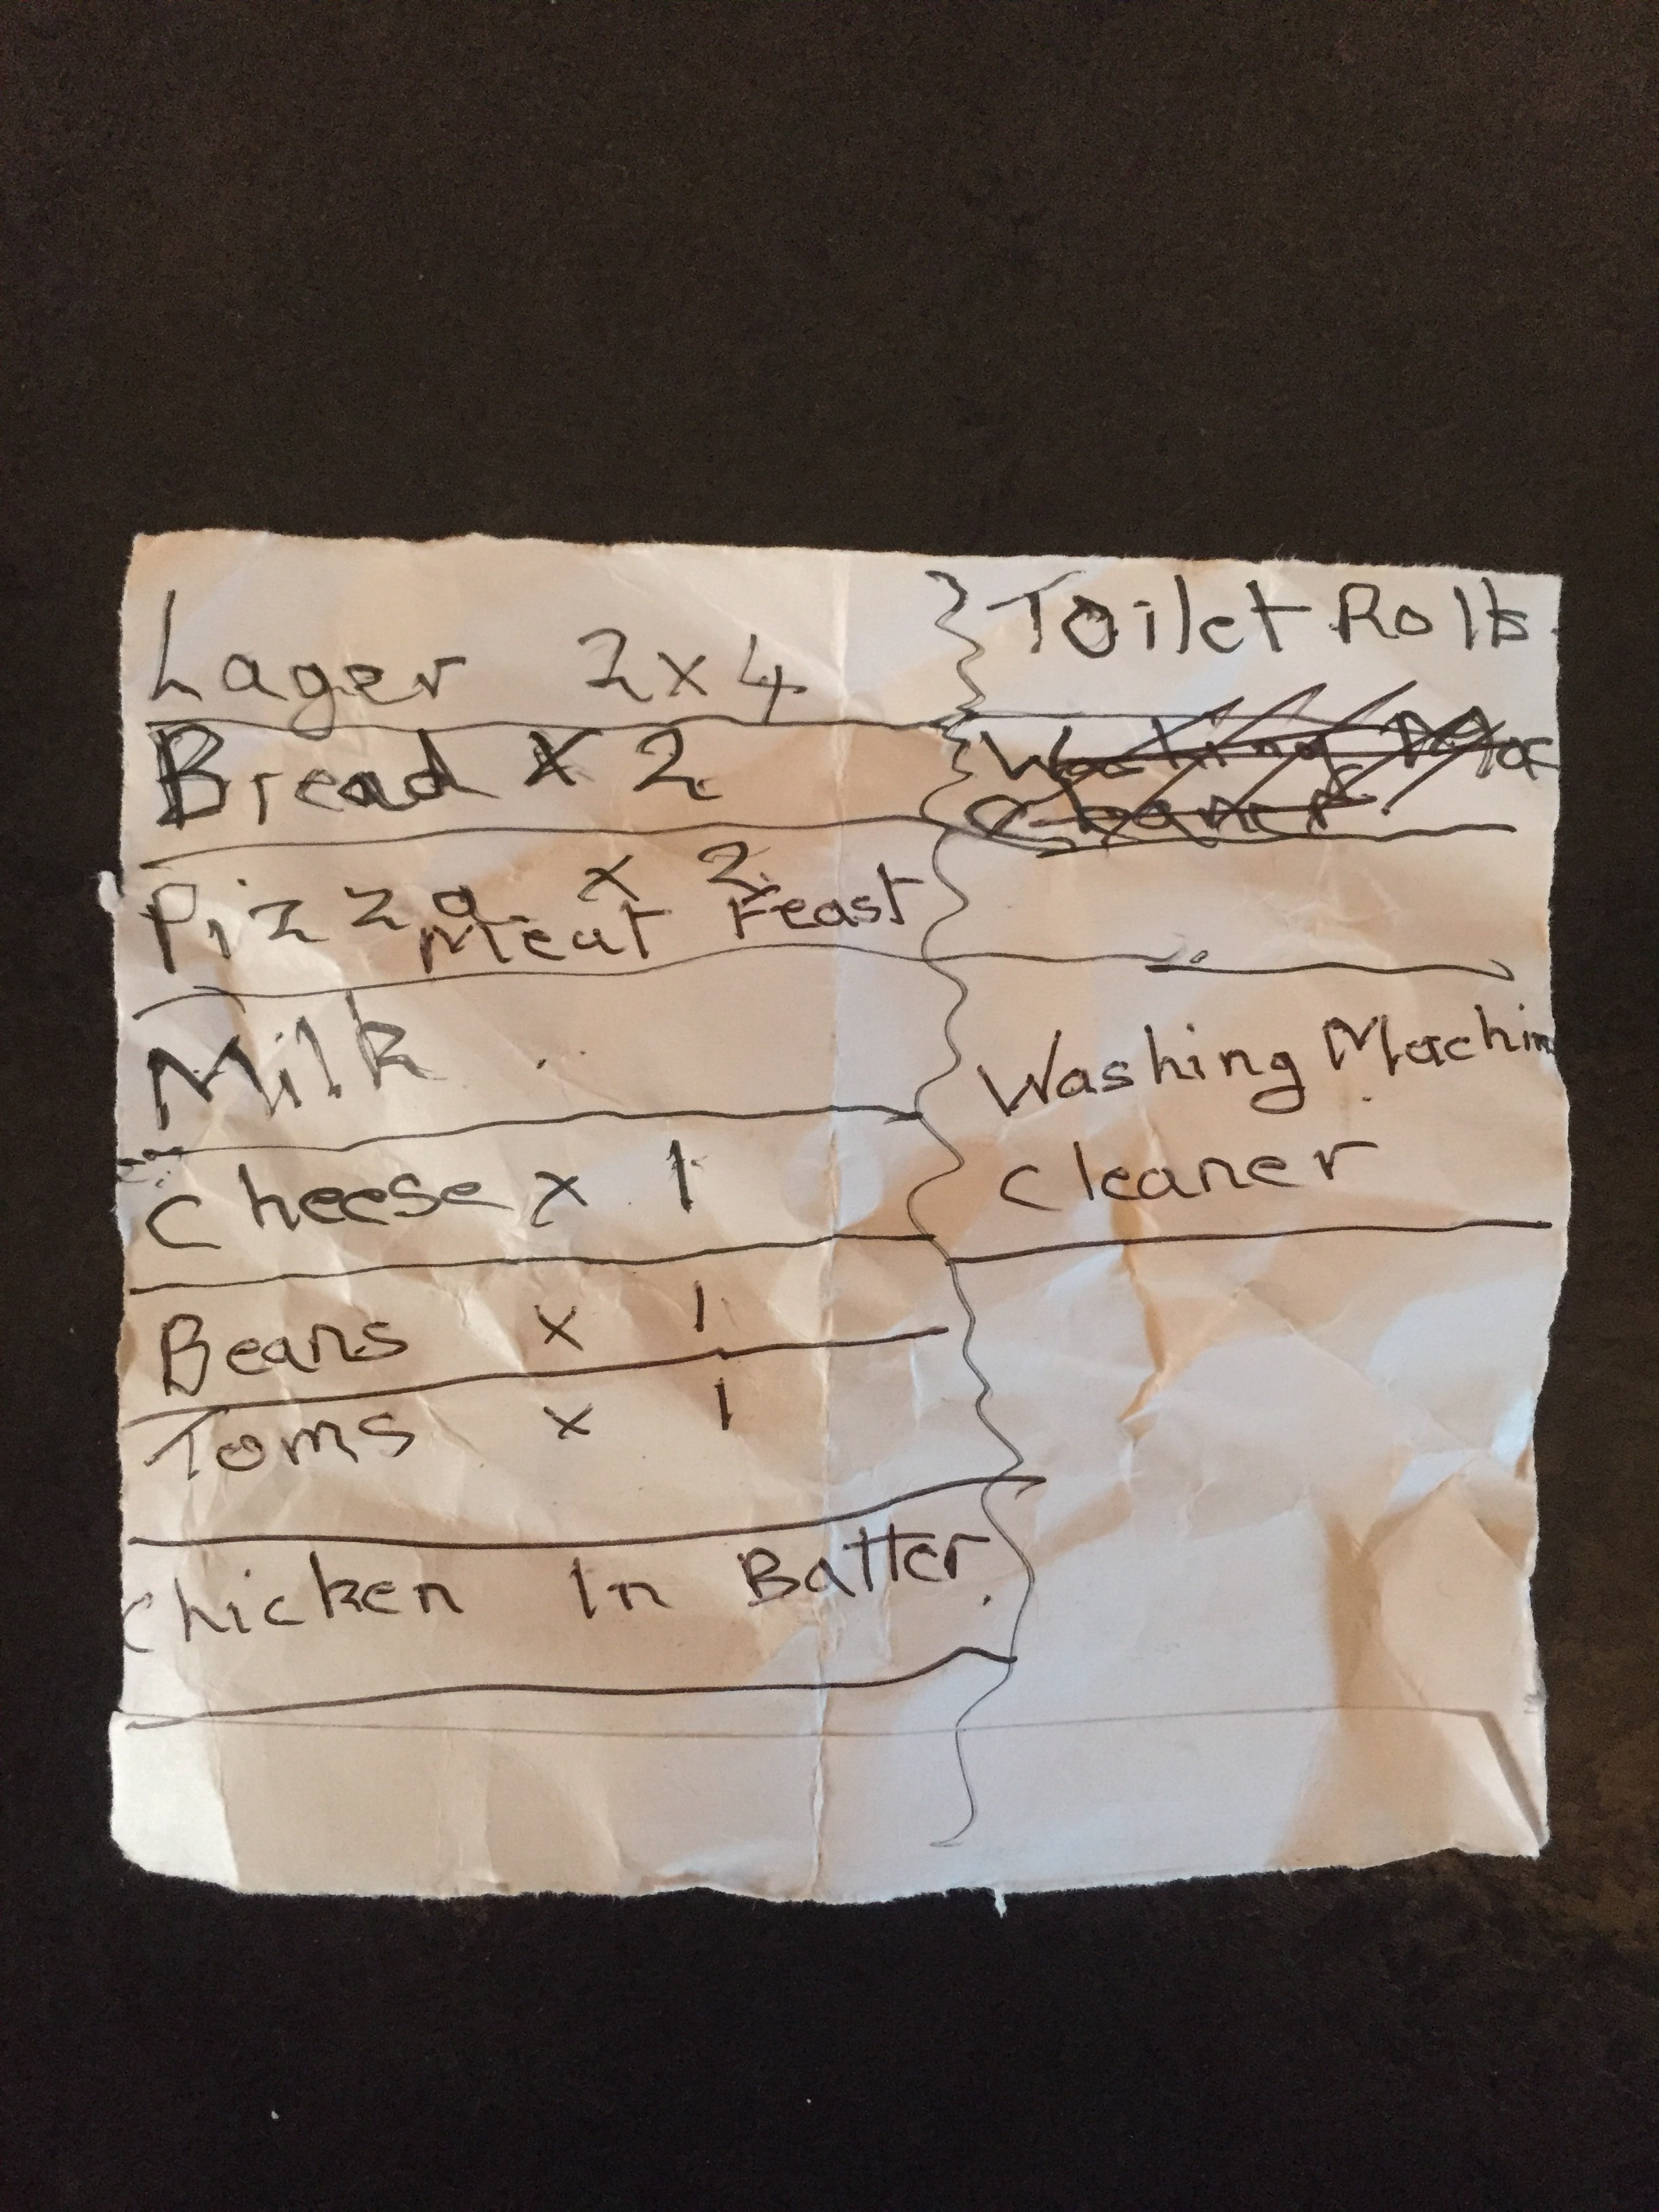 Lager 2x4
Bread x 2
Pizza x 2
Meat Feast
Milk
Cheese x 1
Beans x 1
Toms x 1
Chicken In Batter.
Toilet Rolls
Washing Machin
Cleaner